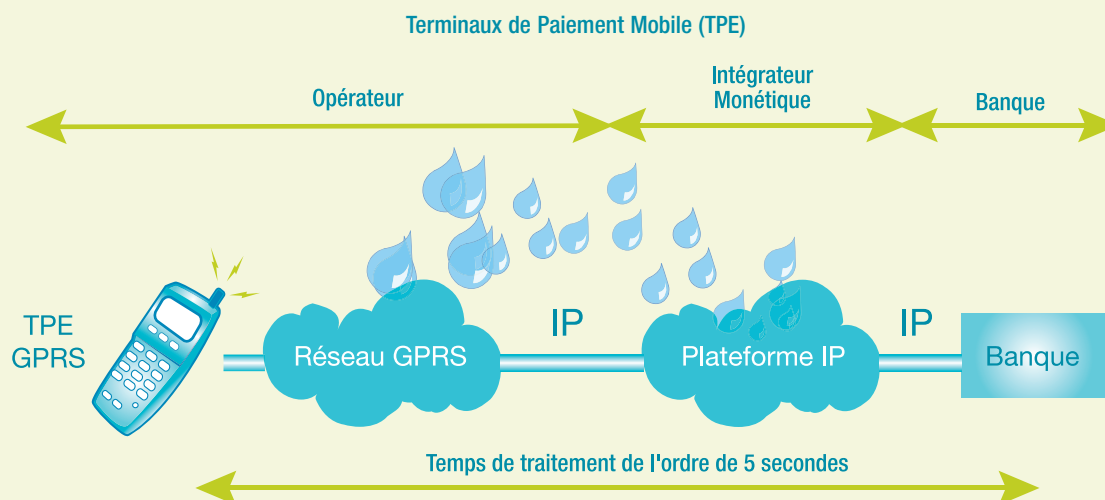 Terminaux de Paiement Mobile (TPE)
Opérateur
Intégrateur
Monétique
Banque
TPE
GPRS
Réseau GPRS
IP
Plateforme IP
IP
Banque
Temps de traitement de l'ordre de 5 secondes